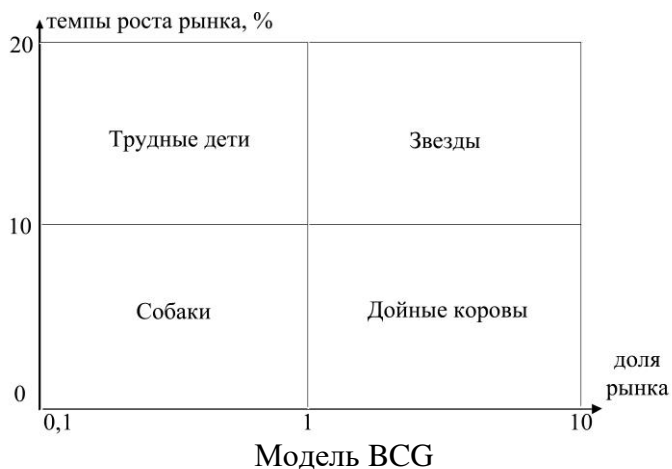 темпы роста рынка, %
20
Трудные дети
Звезды
10
Собаки
Дойные коровы
0
доля
рынка
0,1
1
10
Модель BCG